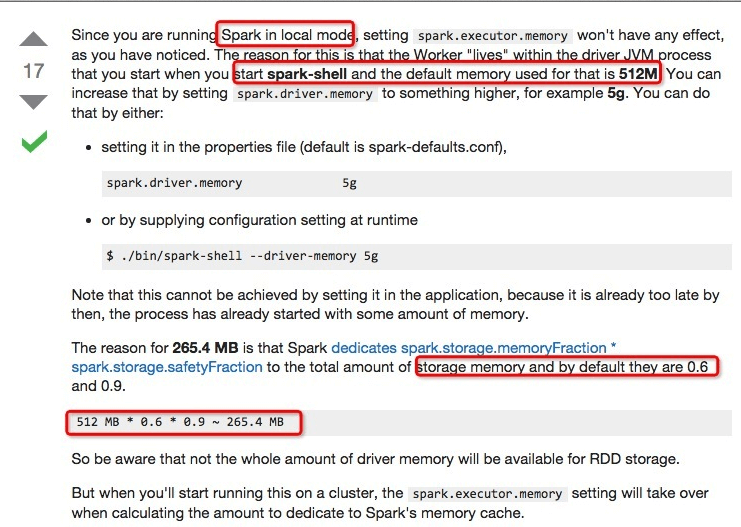 Since you are running Spark in local mode, setting spark.executor.memory won't have any effect,
as you have noticed. The reason for this is that the Worker "lives" within the driver JVM process
17
that you start when you start spark-shell and the default memory used for that is 512M. You can
increase that by setting spark.driver.memory to something higher, for example 5g. You can do
that by either:
• setting it in the properties file (default is spark-defaults.conf),
spark.driver.memory 5g
• or by supplying configuration setting at runtime
$ ./bin/spark-shell --driver-memory 5g
Note that this cannot be achieved by setting it in the application, because it is already too late by
then, the process has already started with some amount of memory.
The reason for 265.4 MB is that Spark dedicates spark.storage.memoryFraction *
spark.storage.safetyFraction to the total amount of storage memory and by default they are 0.6
and 0.9.
512 MB * 0.6 * 0.9 ~ 265.4 MB
So be aware that not the whole amount of driver memory will be available for RDD storage.
But when you'll start running this on a cluster, the spark.executor.memory setting will take over
when calculating the amount to dedicate to Spark's memory cache.